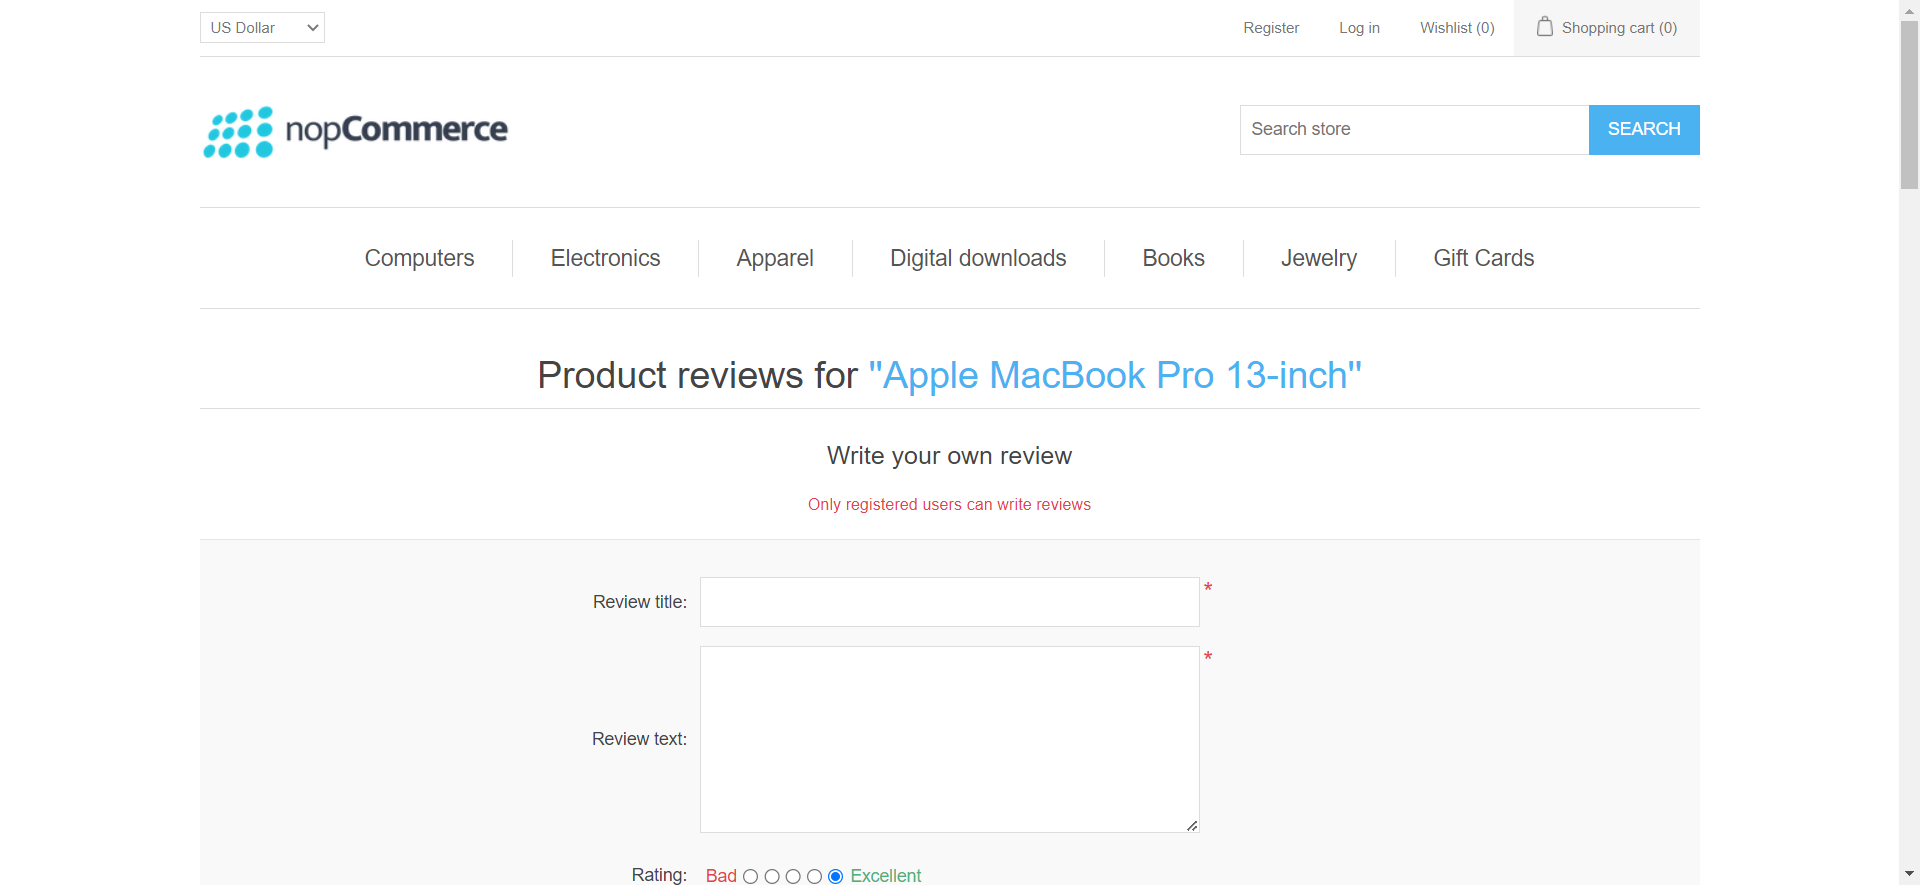 US Dollar
Register
Log in
Wishlist (0)
Shopping cart (0)
nopCommerce
Search store
SEARCH
Computers
Electronics
Apparel
Digital downloads
Books
Jewelry
Gift Cards
Product reviews for "Apple MacBook Pro 13-inch"
Write your own review
Only registered users can write reviews
Review title:
*
Review text:
*
Rating:
Bad
Excellent